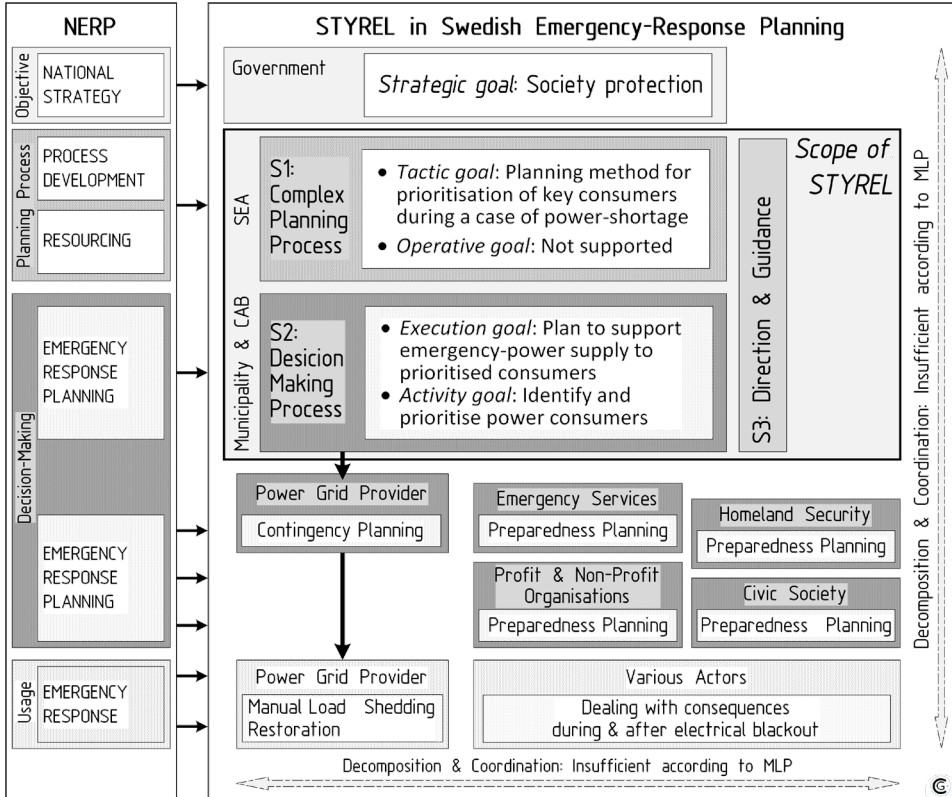 NERP
Objective
NATIONAL
STRATEGY
Planning Process
PROCESS
DEVELOPMENT
RESOURCING
Decision-Making
EMERGENCY
RESPONSE
PLANNING
EMERGENCY
RESPONSE
PLANNING
Usage
EMERGENCY
RESPONSE
STYREL in Swedish Emergency-Response Planning
Government
Strategic goal: Society protection
Scope of
STYREL
SEA
S1:
Complex
Planning
Process
• Tactic goal: Planning method for
prioritisation of key consumers
during a case of power-shortage
• Operative goal: Not supported
Municipality & CAB
S2:
Desicion
Making
Process
• Execution goal: Plan to support
emergency-power supply to
prioritised consumers
• Activity goal: Identify and
prioritise power consumers
S3: Direction & Guidance
Power Grid Provider
Contingency Planning
Emergency Services
Preparedness Planning
Homeland Security
Preparedness Planning
Profit & Non-Profit
Organisations
Preparedness Planning
Civic Society
Preparedness Planning
Power Grid Provider
Manual Load Shedding
Restoration
Various Actors
Dealing with consequences
during & after electrical blackout
Decomposition & Coordination: Insufficient according to MLP
Decomposition & Coordination: Insufficient according to MLP